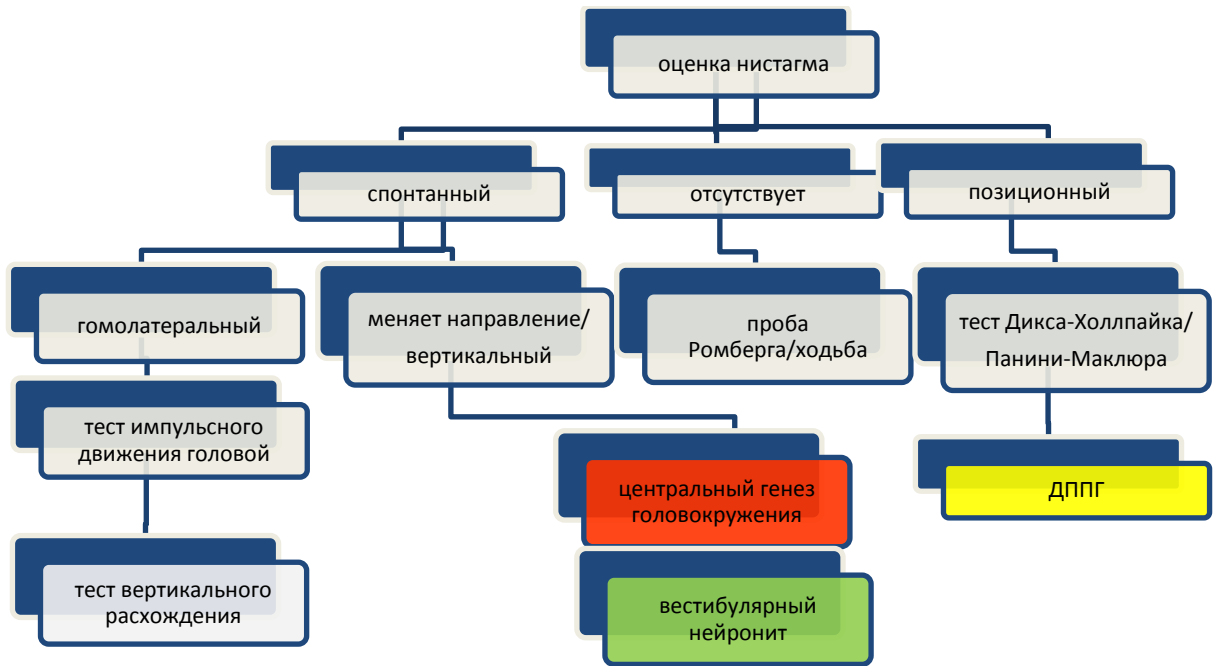 оценка нистагма
спонтанный
отсутствует
позиционный
гомолатеральный
меняет направление/
вертикальный
проба
Ромберга/ходьба
тест Дикса-Холлпайка/
Панини-Маклюра
тест импульсного
движения головой
центральный генез
головокружения
ДППГ
тест вертикального
расхождения
вестибулярный
нейронит